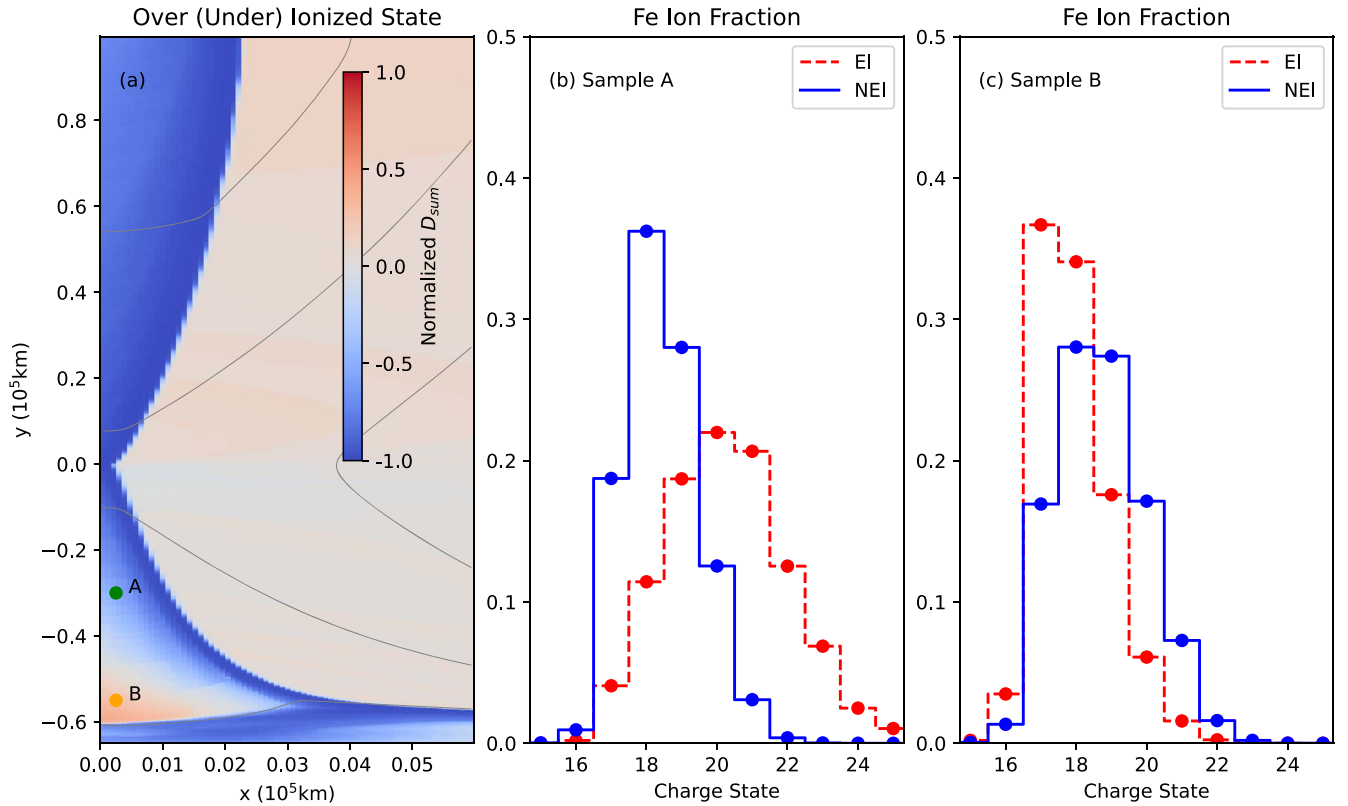 Over (Under) Ionized State
(a)
1.0
0.5
0.0
-0.5
-1.0
Normalized D_sum
0.8
0.6
0.4
0.2
0.0
−0.2
−0.4
−0.6
y (10^5km)
A
B
0.00 0.01 0.02 0.03 0.04 0.05
x (10^5km)
Fe Ion Fraction
(b) Sample A
EI
NEI
0.5
0.4
0.3
0.2
0.1
0.0
16 18 20 22 24
Charge State
Fe Ion Fraction
(c) Sample B
EI
NEI
0.5
0.4
0.3
0.2
0.1
0.0
16 18 20 22 24
Charge State